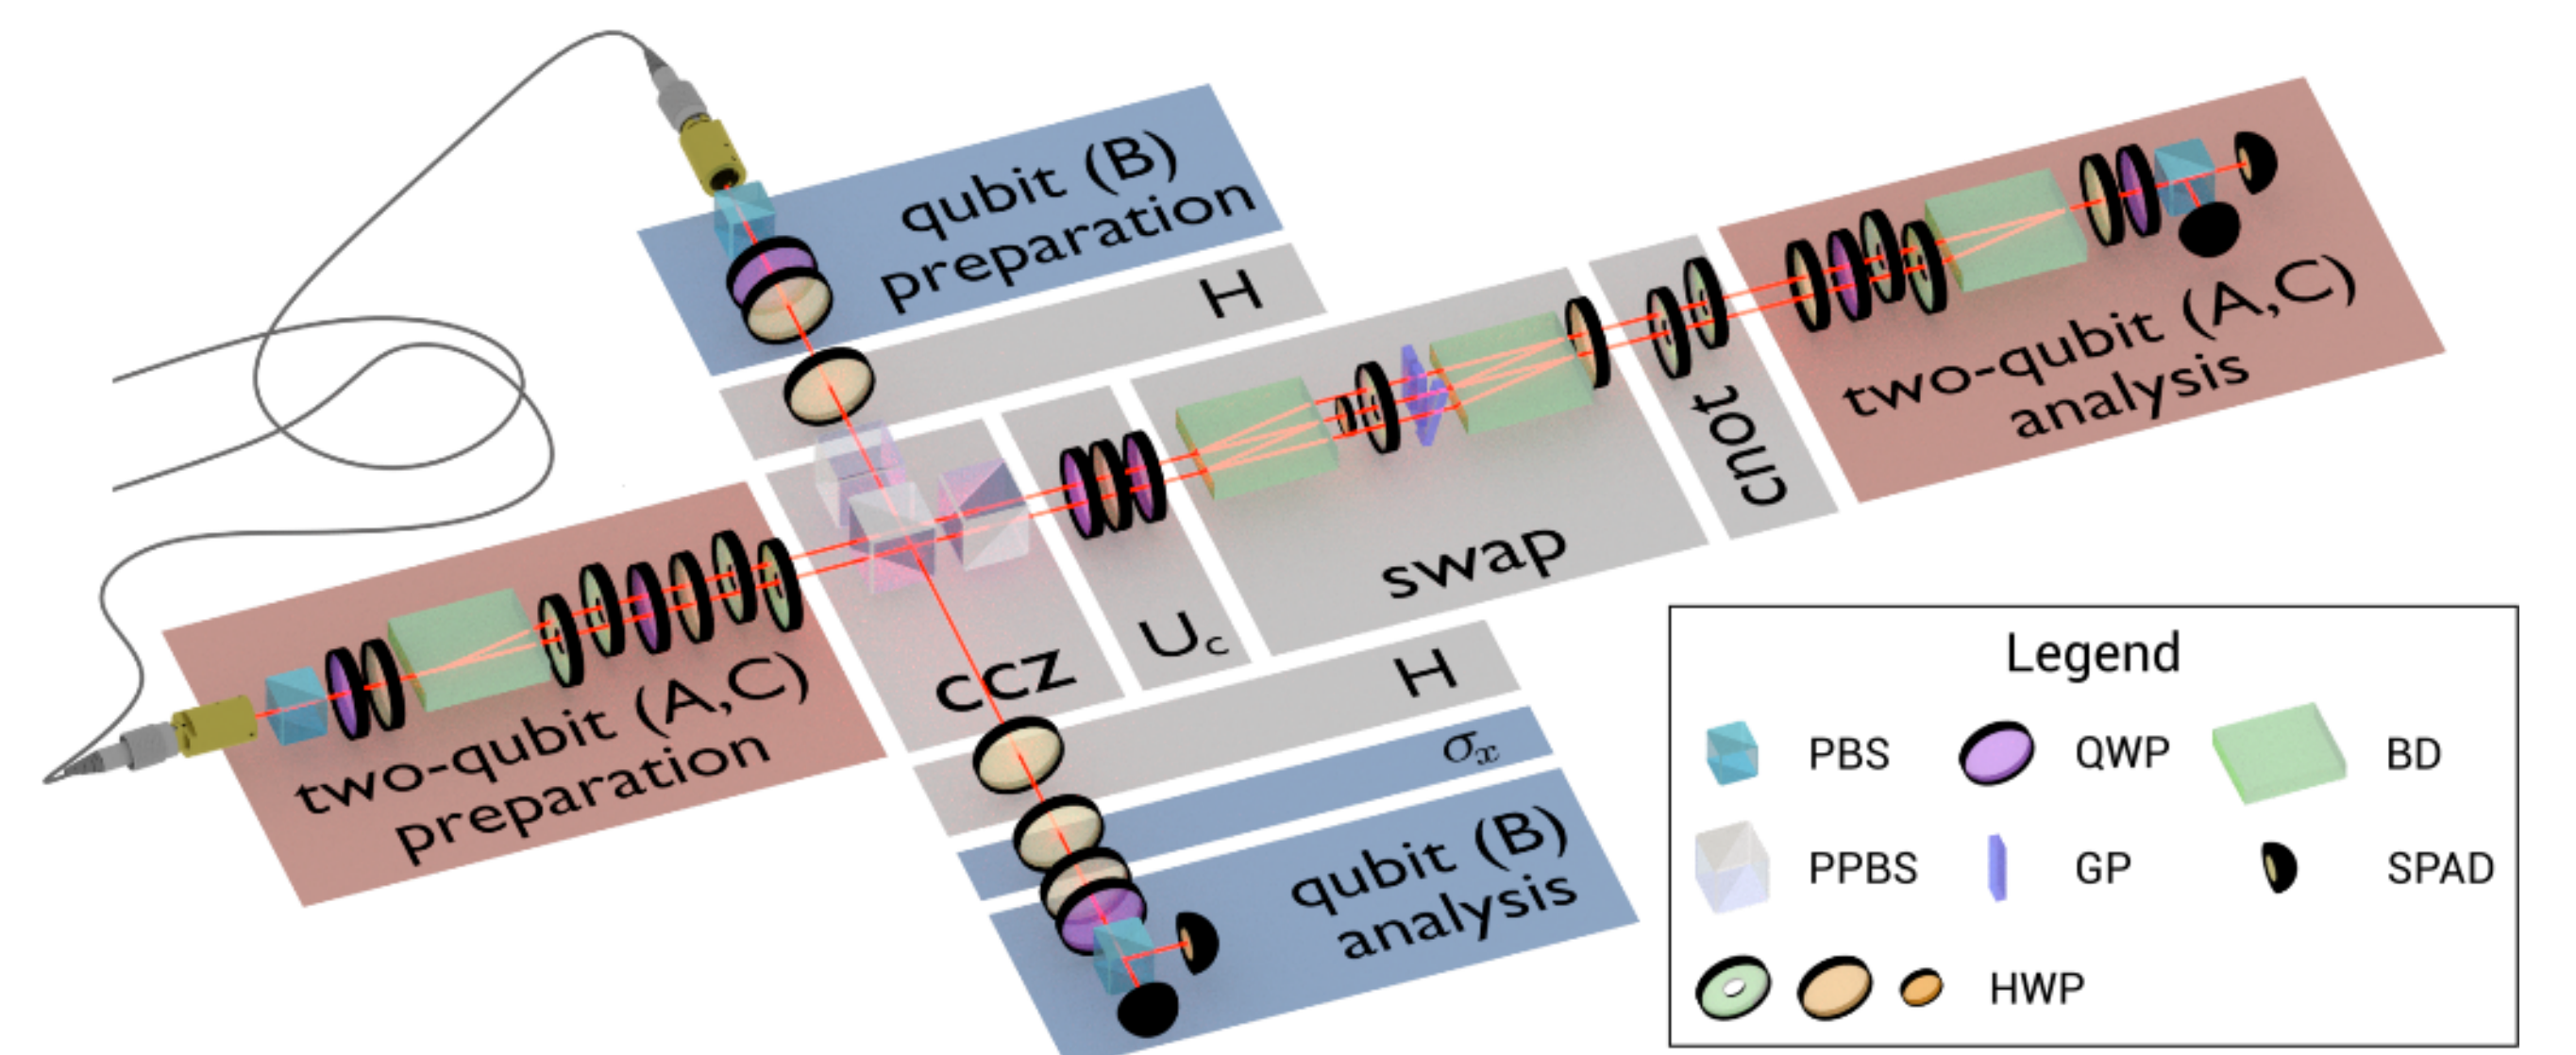 qubit (B)
preparation
H
two-qubit (A,C)
analysis
cnot
swap
Uc
ccz
two-qubit (A,C)
preparation
H
σx
qubit (B)
analysis
Legend
PBS
QWP
BD
PPBS
GP
SPAD
HWP